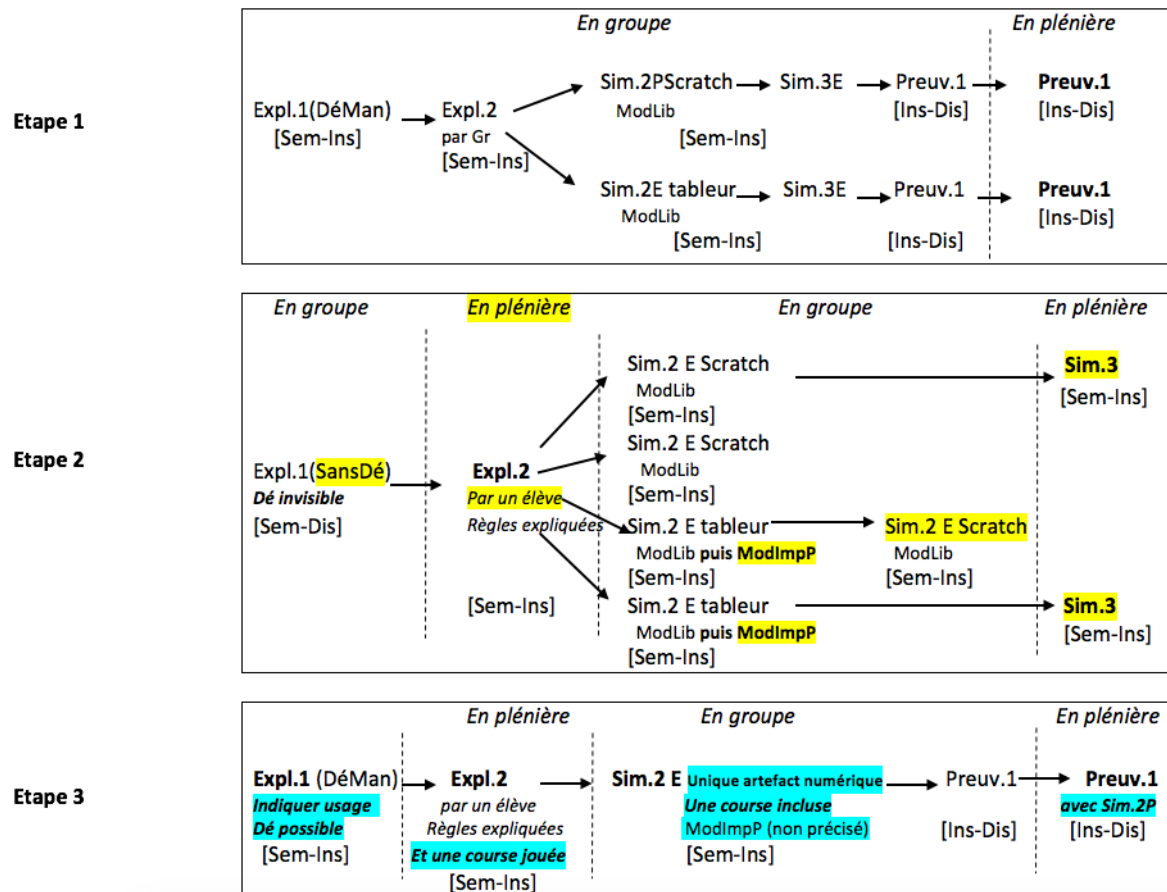 En groupe En plénière
Sim.2PScratch Sim.3E Preuv.1 Preuv.1
Expl.1(DéMan) Expl.2 ModLib [Ins-Dis] [Ins-Dis]
Etape 1
[Sem-Ins] par Gr [Sem-Ins]
[Sem-Ins]
Sim.2E tableur Sim.3E Preuv.1 Preuv.1
ModLib [Ins-Dis]
[Sem-Ins] [Ins-Dis]
En groupe En plénière En groupe En plénière
Sim.2 E Scratch Sim.3
ModLib
[Sem-Ins] [Sem-Ins]
Sim.2 E Scratch
Etape 2
Expl.1(SansDé) Expl.2 ModLib
Dé invisible Par un élève [Sem-Ins]
[Sem-Dis] Règles expliquées Sim.2 E tableur Sim.2 E Scratch
ModLib puis ModImpP ModLib
[Sem-Ins] [Sem-Ins]
[Sem-Ins] Sim.2 E tableur Sim.3
ModLib puis ModImpP [Sem-Ins]
[Sem-Ins]
En plénière En groupe En plénière
Expl.1 (DéMan) Expl.2 Sim.2 E Unique artefact numérique Preuv.1 Preuv.1
Etape 3
Indiquer usage par un élève Une course incluse avec Sim.2P
Dé possible Règles expliquées ModImpP (non précisé) [Ins-Dis] [Ins-Dis]
[Sem-Ins] Et une course jouée [Sem-Ins]
[Sem-Ins]